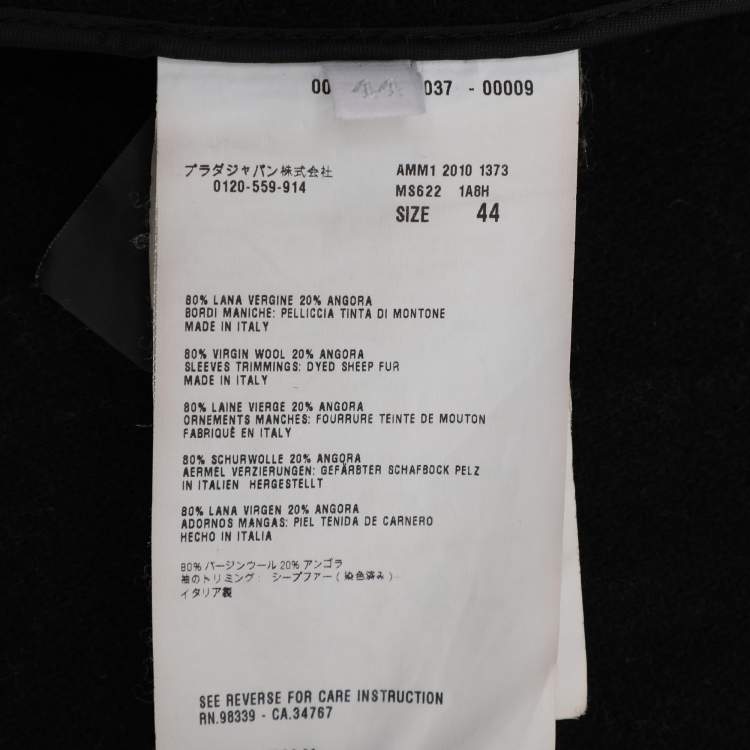 00 037 - 00009
プラダジャパン株式会社
0120-559-914
AMM1 2010 1373
MS622 1A8H
SIZE 44
80% LANA VERGINE 20% ANGORA
BORDI MANICHE: PELLICCIA TINTA DI MONTONE
MADE IN ITALY
80% VIRGIN WOOL 20% ANGORA
SLEEVES TRIMMINGS: DYED SHEEP FUR
MADE IN ITALY
80% LAINE VIERGE 20% ANGORA
ORNEMENTS MANCHES: FOURRURE TEINTE DE MOUTON
FABRIQUÉ EN ITALY
80% SCHURWOLLE 20% ANGORA
AERMEL VERZIERUNGEN: GEFÄRBTER SCHAFBOCK PELZ
IN ITALIEN HERGESTELLT
80% LANA VIRGEN 20% ANGORA
ADORNOS MANGAS: PIEL TENIDA DE CARNERO
HECHO IN ITALIA
80% バージンウール 20% アンゴラ
袖のトリミング: シープファー(染色済み)
イタリア製
SEE REVERSE FOR CARE INSTRUCTION
RN.98339 - CA.34767